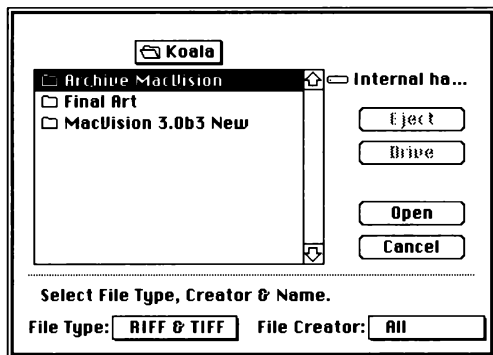 Koala
Archive MacVision
Final Art
MacVision 3.0b3 New
Internal ha...
Eject
Drive
Open
Cancel
Select File Type, Creator & Name.
File Type: RIFF & TIFF File Creator: All